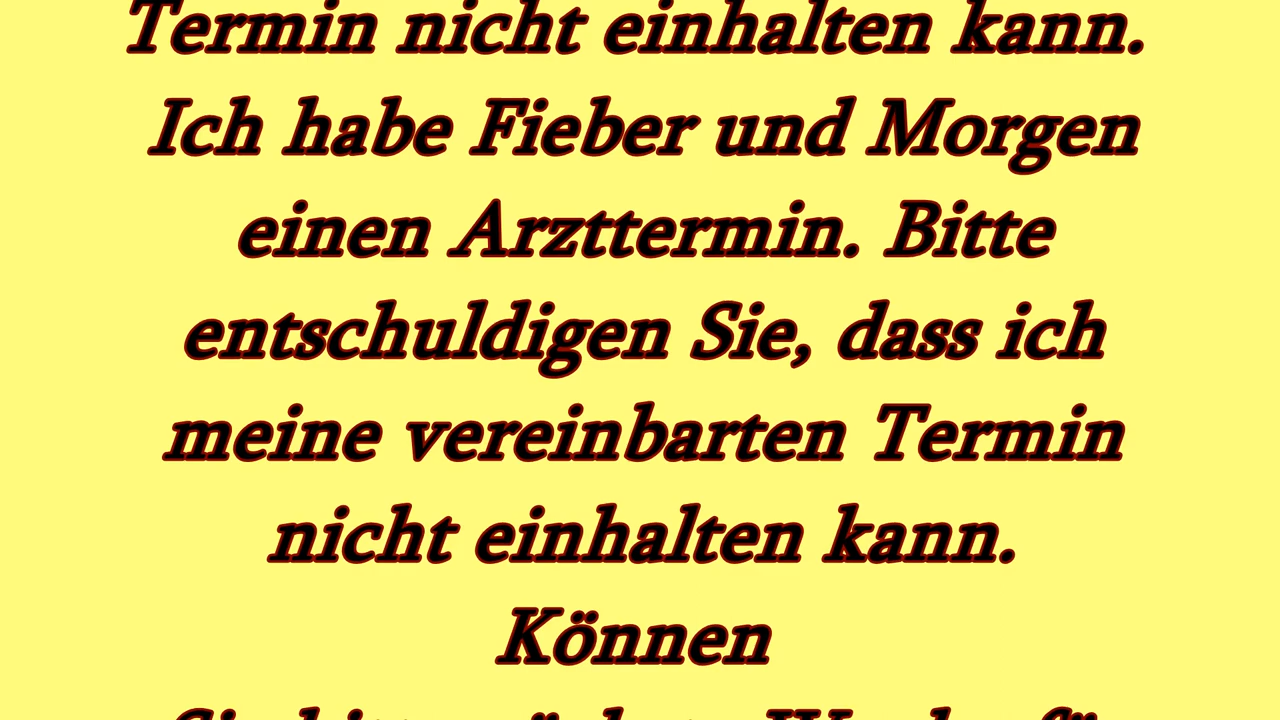 Termin nicht einhalten kann.
Ich habe Fieber und Morgen
einen Arzttermin. Bitte
entschuldigen Sie, dass ich
meine vereinbarten Termin
nicht einhalten kann.
Können